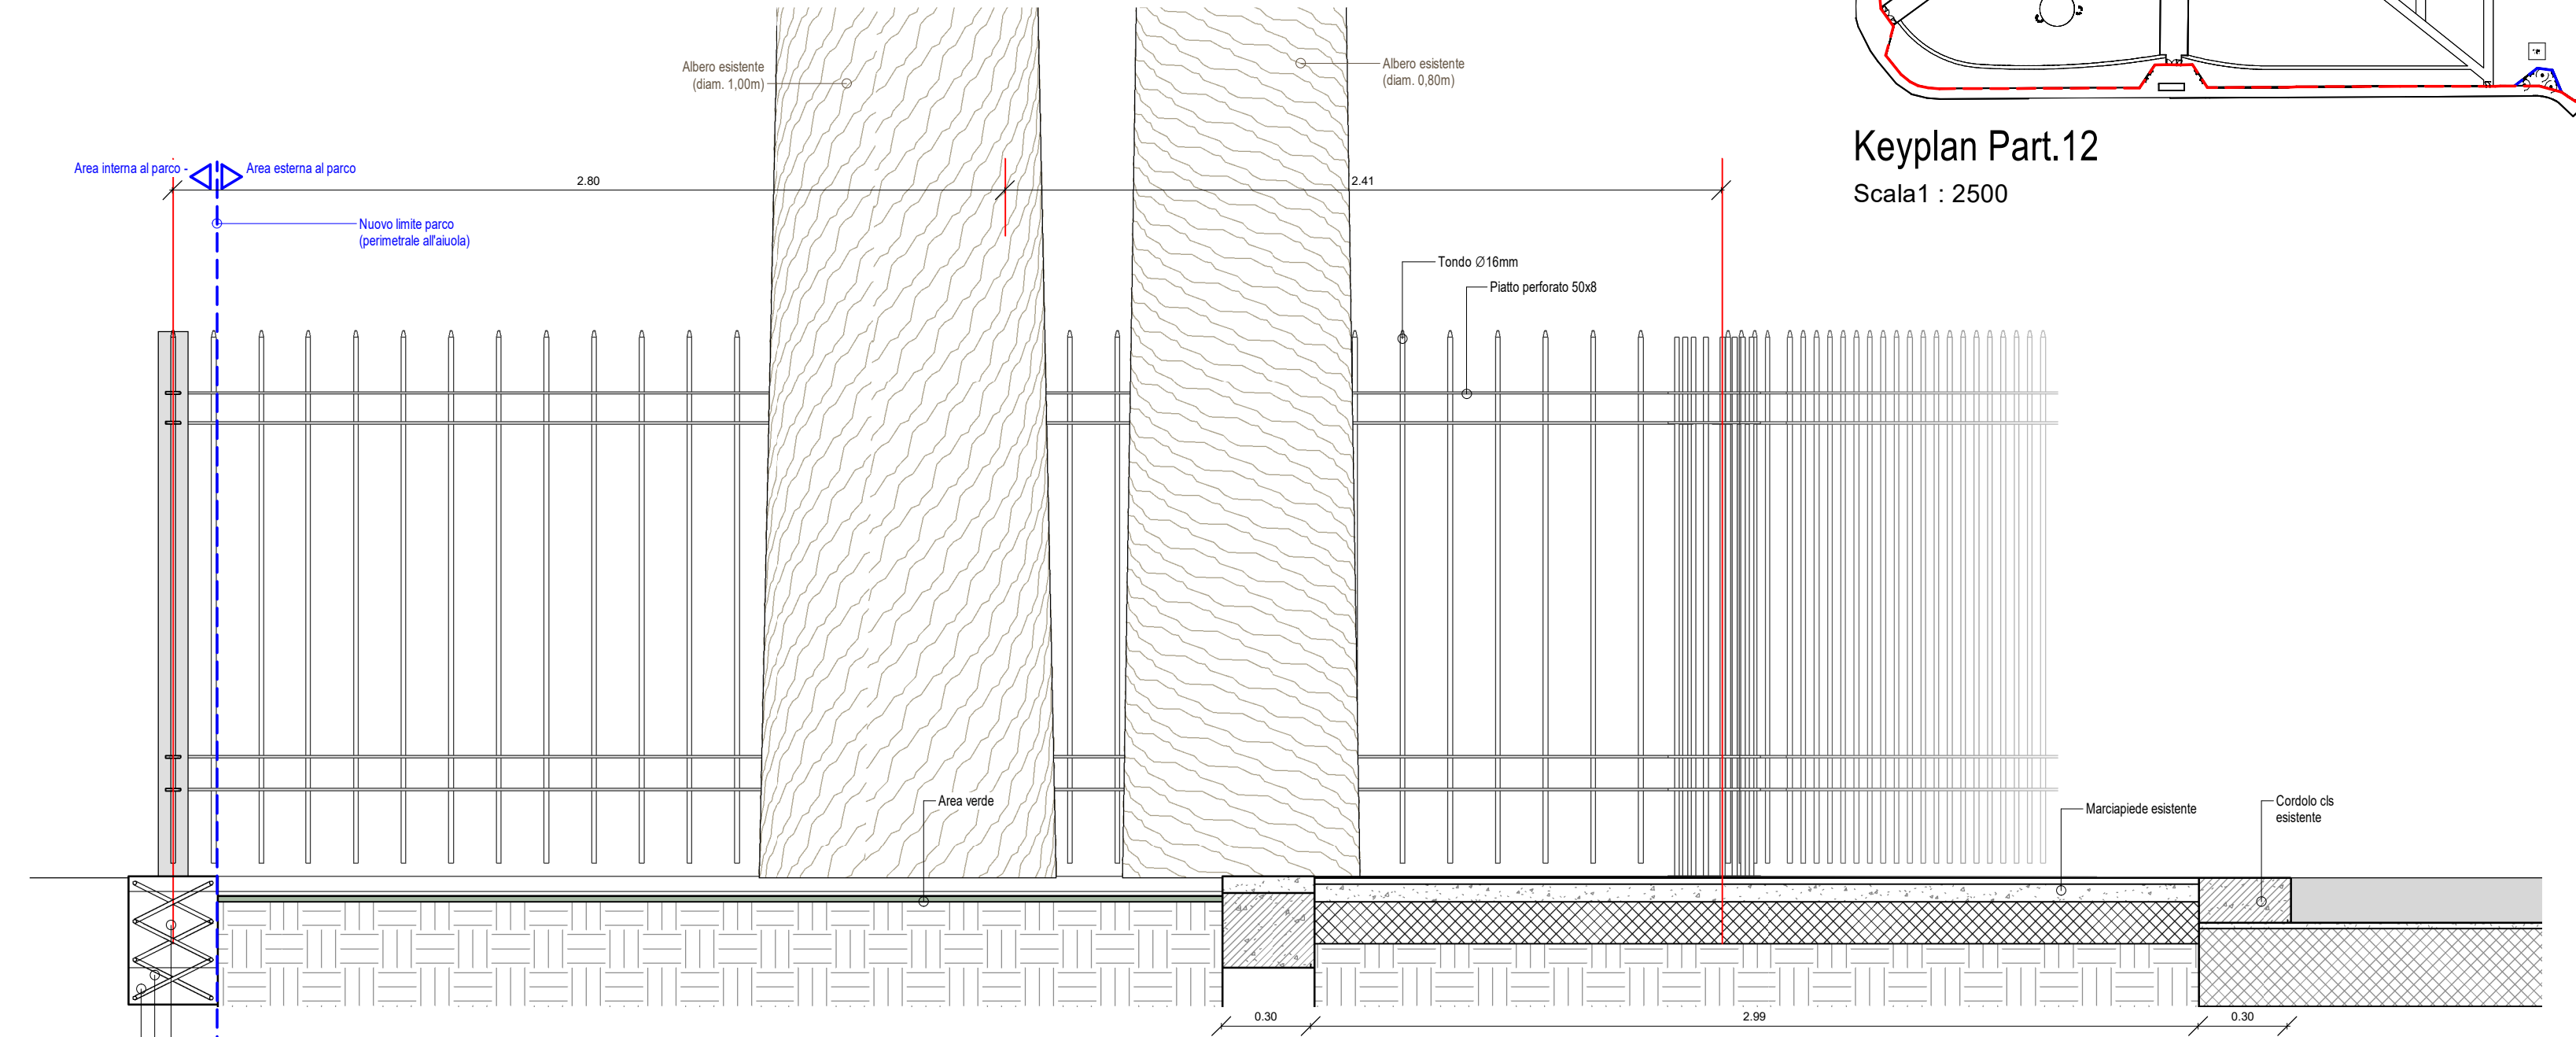 Albero esistente
(diam. 1,00m)
Albero esistente
(diam. 0,80m)
Keyplan Part.12
Scala1 : 2500
Area interna al parco -
Area esterna al parco
2.80
2.41
Nuovo limite parco
(perimetrale all'aiuola)
Tondo Ø16mm
Piatto perforato 50x8
Area verde
Marciapiede esistente
Cordolo cls
esistente
0.30
2.99
0.30